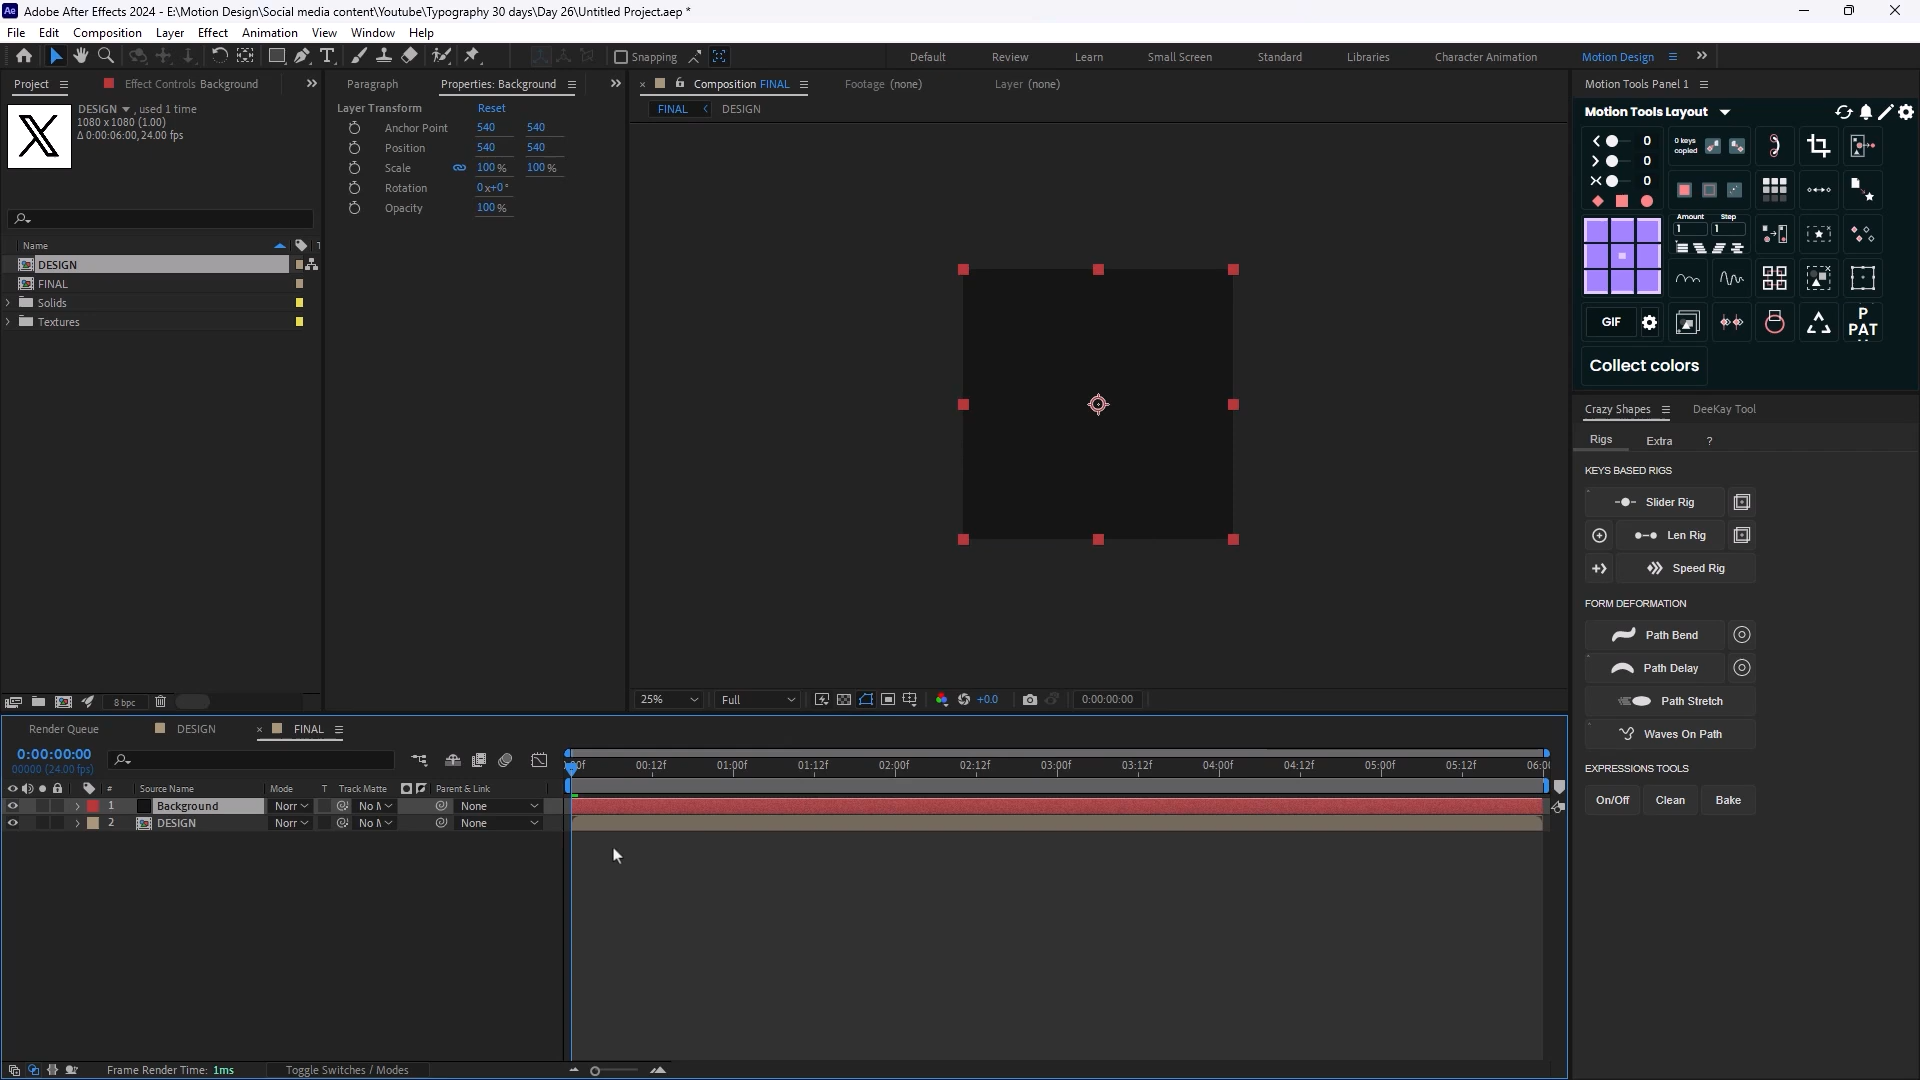 Adobe After Effects 2024 - E:\Motion Design\Social media content\Youtube\Typography 30 days\Day 26\Untitled Project.aep *
File Edit Composition Layer Effect Animation View Window Help
Snapping
Default Review Learn Small Screen Standard Libraries Character Animation Motion Design
Project Effect Controls Background
DESIGN , used 1 time
1080 x 1080 (1.00)
Δ 0:00:06:00, 24.00 fps
Name
DESIGN
FINAL
Solids
Textures
8 bpc
Paragraph Properties: Background
Layer Transform Reset
Anchor Point 540 540
Position 540 540
Scale 100 % 100 %
Rotation 0x+0°
Opacity 100 %
Composition FINAL Footage (none) Layer (none)
FINAL DESIGN
25% Full +0.0 0:00:00:00
Motion Tools Panel 1
Motion Tools Layout
0
0
0
0 keys
copied
Amount Step
1 1
GIF
P
PAT
Collect colors
Crazy Shapes DeeKay Tool
Rigs Extra ?
KEYS BASED RIGS
Slider Rig
Len Rig
Speed Rig
FORM DEFORMATION
Path Bend
Path Delay
Path Stretch
Waves On Path
EXPRESSIONS TOOLS
On/Off Clean Bake
Render Queue DESIGN FINAL
0:00:00:00
00000 (24.00 fps)
00:12f 01:00f 01:12f 02:00f 02:12f 03:00f 03:12f 04:00f 04:12f 05:00f 05:12f
# Source Name Mode T Track Matte Parent & Link
1 Background Norr None
2 DESIGN Norr None
Frame Render Time: 1ms Toggle Switches / Modes